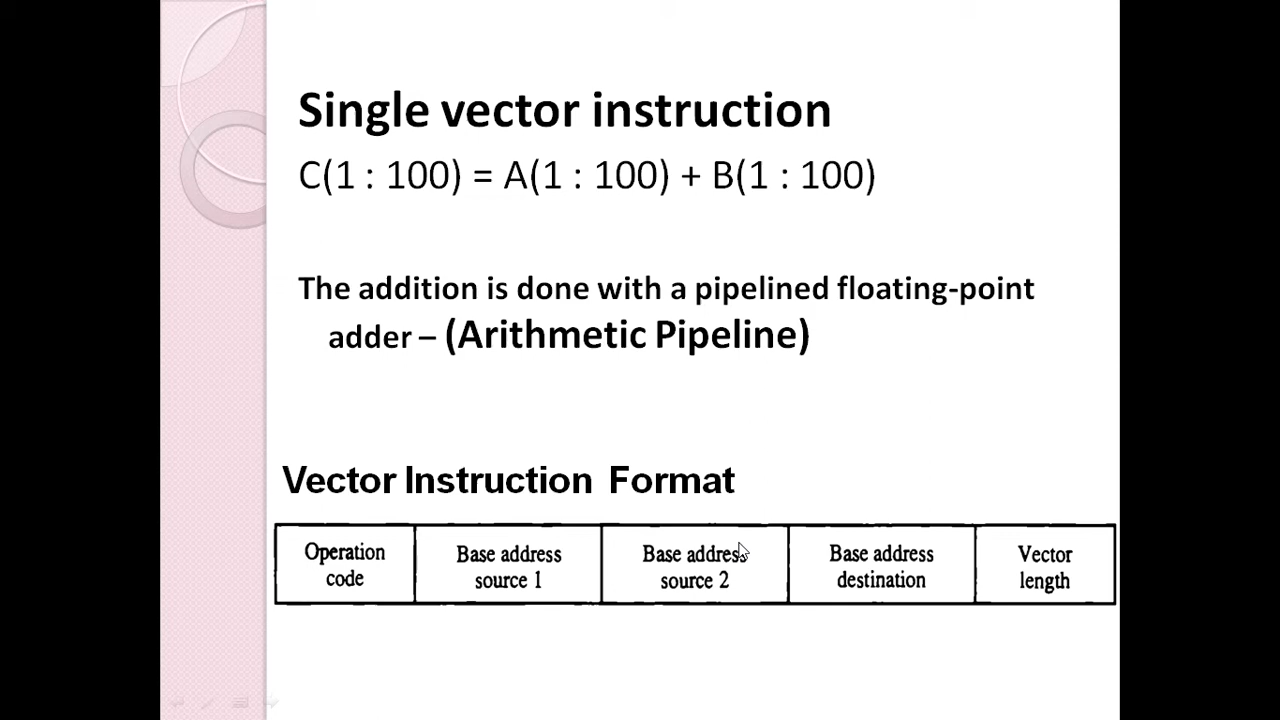 Single vector instruction
C(1 : 100) = A(1 : 100) + B(1 : 100)
The addition is done with a pipelined floating-point
adder – (Arithmetic Pipeline)
Vector Instruction Format
Operation code
Base address source 1
Base address source 2
Base address destination
Vector length